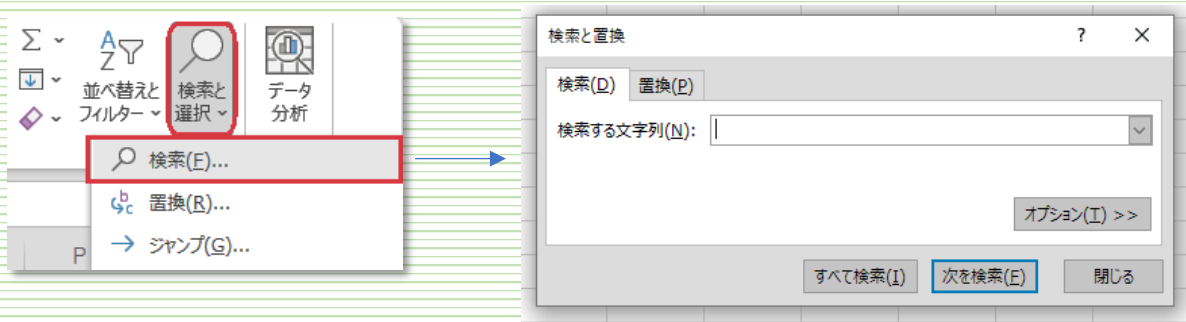 並べ替えと
フィルター
検索と
選択
データ
分析
検索(F)...
置換(R)...
ジャンプ(G)...
P
検索と置換
?
検索(D)
置換(P)
検索する文字列(N):
オプション(T) >>
すべて検索(I)
次を検索(F)
閉じる